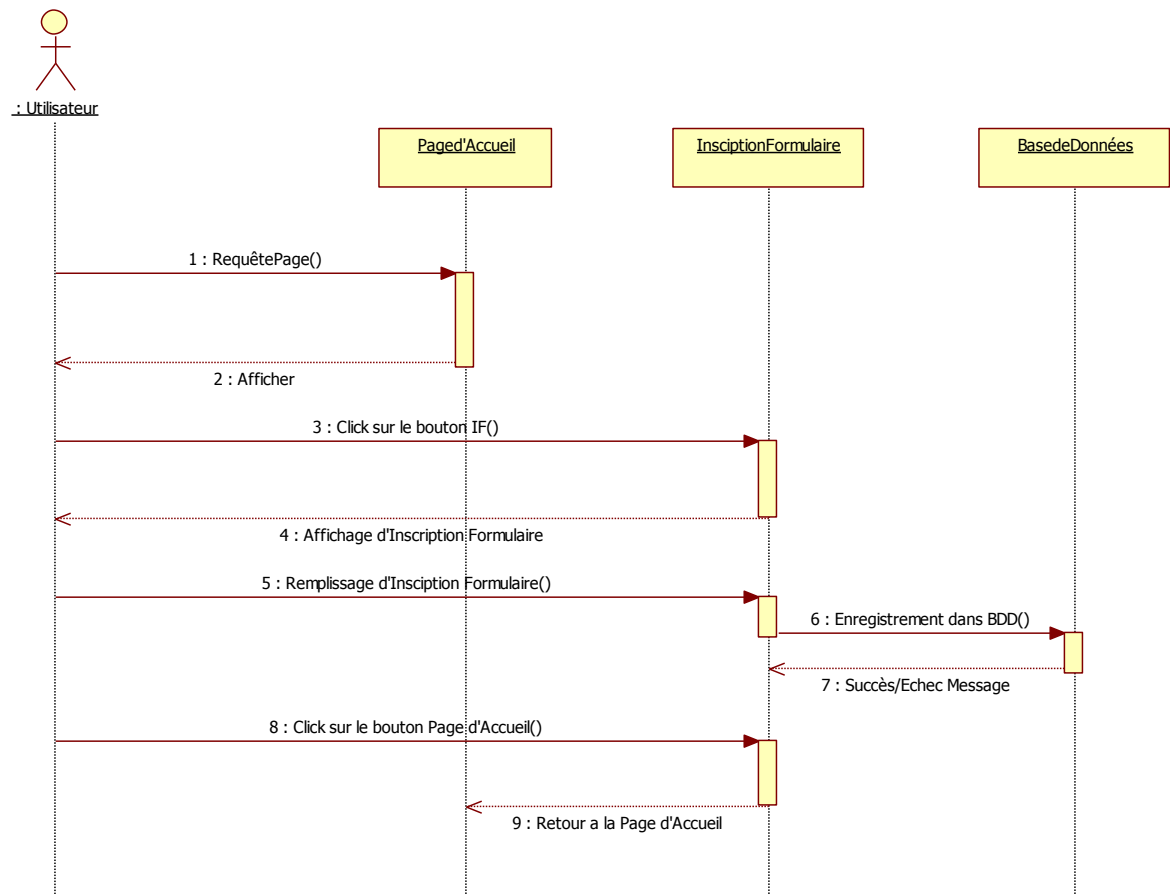 : Utilisateur
Paged'Accueil
InsciptionFormulaire
BasedeDonnées
1 : RequêtePage()
2 : Afficher
3 : Click sur le bouton IF()
4 : Affichage d'Inscription Formulaire
5 : Remplissage d'Insciption Formulaire()
6 : Enregistrement dans BDD()
7 : Succès/Echec Message
8 : Click sur le bouton Page d'Accueil()
9 : Retour a la Page d'Accueil